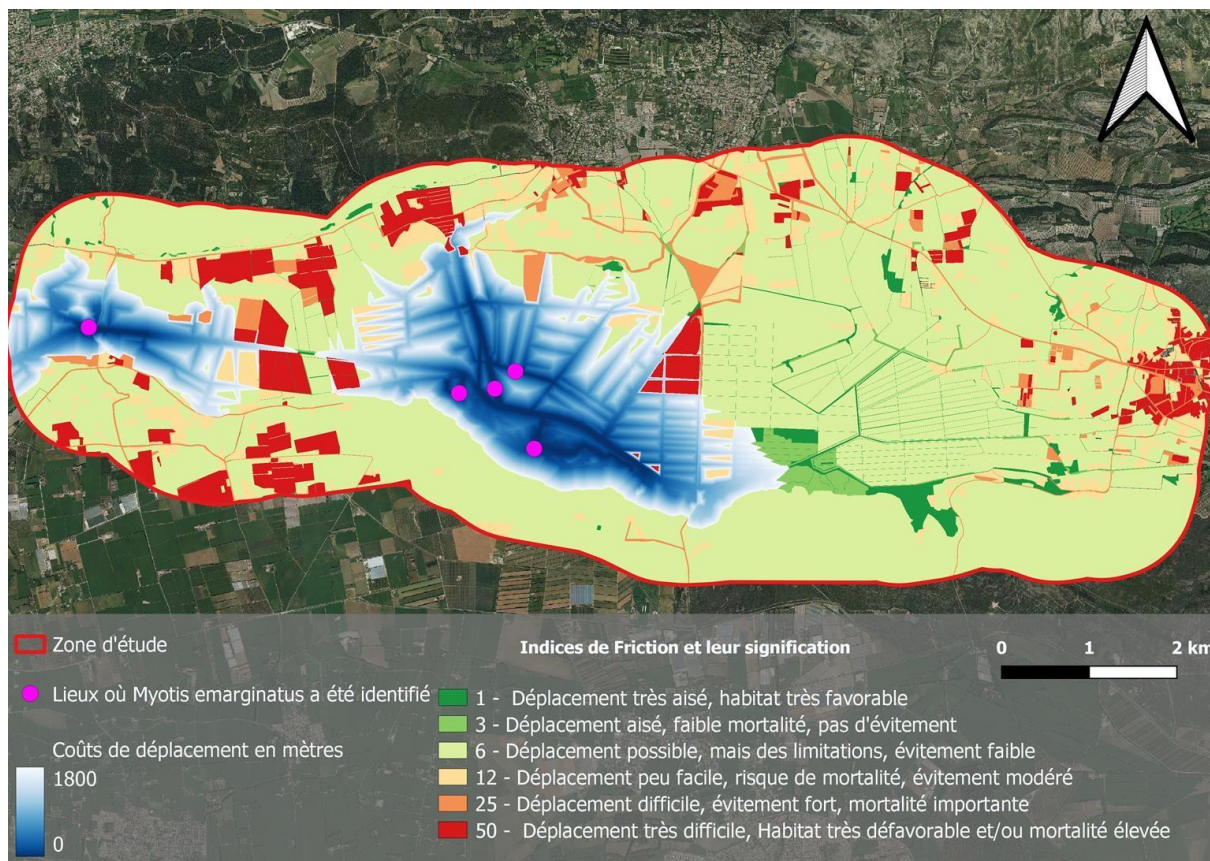 Zone d'étude
Indices de Friction et leur signification
0 1 2 km
Lieux où Myotis emarginatus a été identifié
Coûts de déplacement en mètres
1800
0
1 - Déplacement très aisé, habitat très favorable
3 - Déplacement aisé, faible mortalité, pas d'évitement
6 - Déplacement possible, mais des limitations, évitement faible
12 - Déplacement peu facile, risque de mortalité, évitement modéré
25 - Déplacement difficile, évitement fort, mortalité importante
50 - Déplacement très difficile, Habitat très défavorable et/ou mortalité élevée